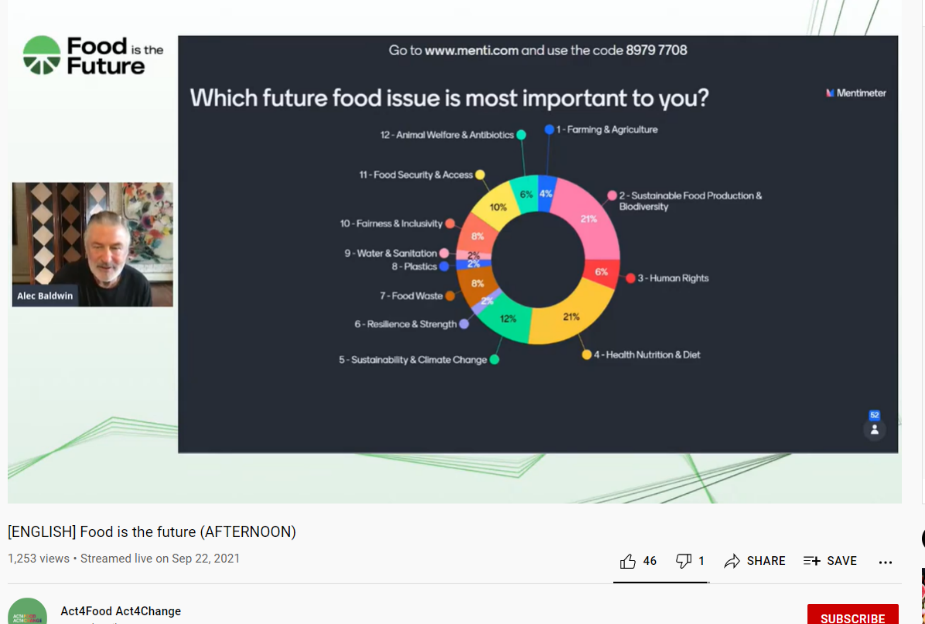 Food is the
Future
Go to www.menti.com and use the code 8979 7708
Which future food issue is most important to you?
Mentimeter
12 - Animal Welfare & Antibiotics
1 - Farming & Agriculture
11 - Food Security & Access
2 - Sustainable Food Production &
Biodiversity
10 - Fairness & Inclusivity
9 - Water & Sanitation
8 - Plastics
3 - Human Rights
7 - Food Waste
6 - Resilience & Strength
4 - Health Nutrition & Diet
5 - Sustainability & Climate Change
6%
4%
10%
21%
8%
2%
2%
6%
8%
2%
12%
21%
52
Alec Baldwin
[ENGLISH] Food is the future (AFTERNOON)
1,253 views • Streamed live on Sep 22, 2021
46
1
SHARE
SAVE
Act4Food Act4Change
SUBSCRIBE